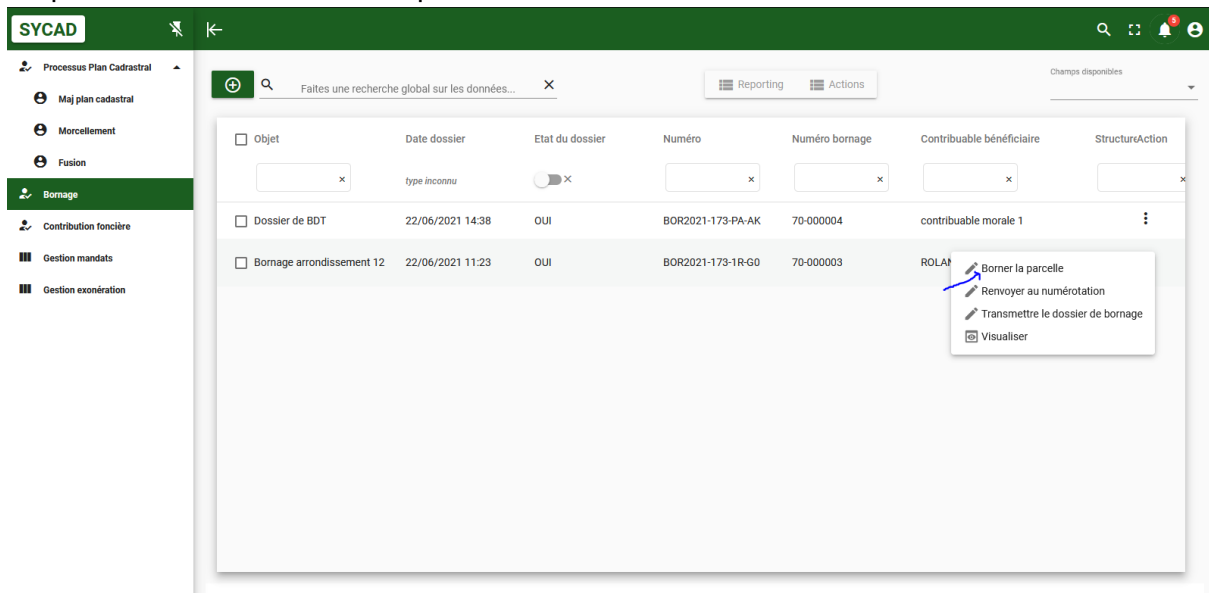 SYCAD
5
Processus Plan Cadrastral
Maj plan cadastral
Morcellement
Fusion
Bornage
Contribution foncière
Gestion mandats
Gestion exonération
Faites une recherche global sur les données...
Reporting
Actions
Champs disponibles
Objet Date dossier Etat du dossier Numéro Numéro bornage Contribuable bénéficiaire Structure Action
type inconnu
Dossier de BDT 22/06/2021 14:38 OUI BOR2021-173-PA-AK 70-000004 contribuable morale 1
Bornage arrondissement 12 22/06/2021 11:23 OUI BOR2021-173-1R-G0 70-000003
Borner la parcelle
Renvoyer au numérotation
Transmettre le dossier de bornage
Visualiser